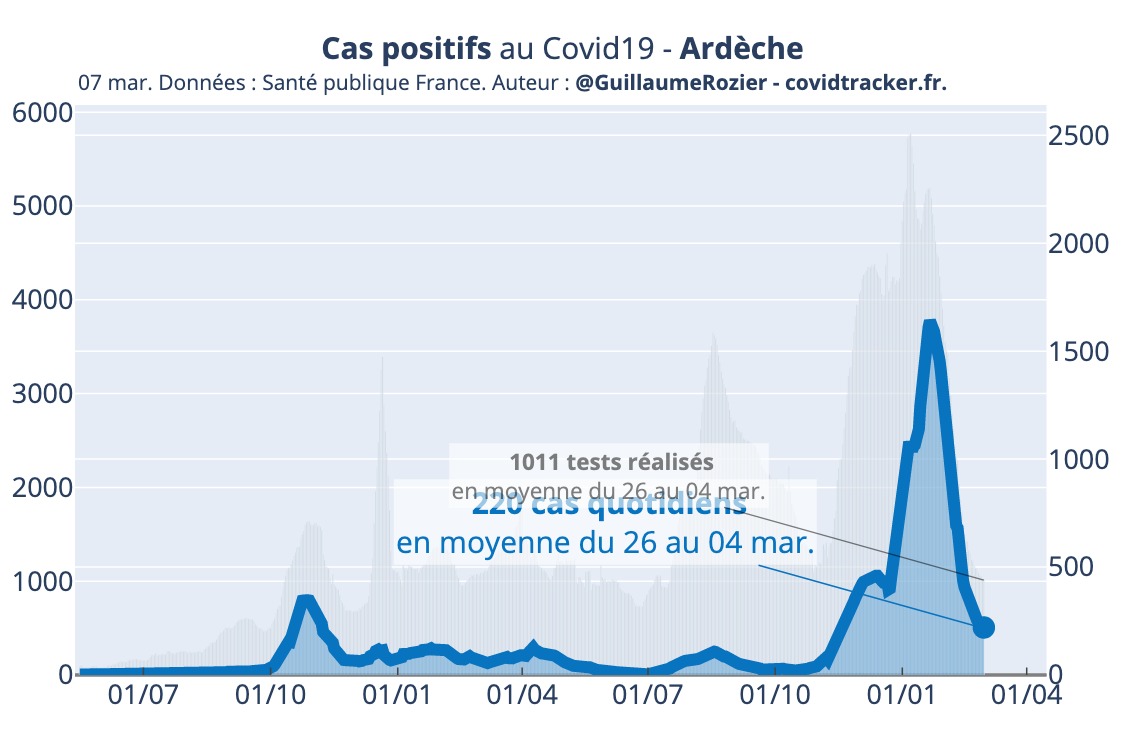 Cas positifs au Covid19 - Ardèche
07 mar. Données : Santé publique France. Auteur : @GuillaumeRozier - covidtracker.fr.
6000
5000
4000
3000
2000
1000
0
2500
2000
1500
1000
500
0
1011 tests réalisés
en moyenne du 26 au 04 mar.
220 cas quotidiens
en moyenne du 26 au 04 mar.
01/07 01/10 01/01 01/04 01/07 01/10 01/01 01/04